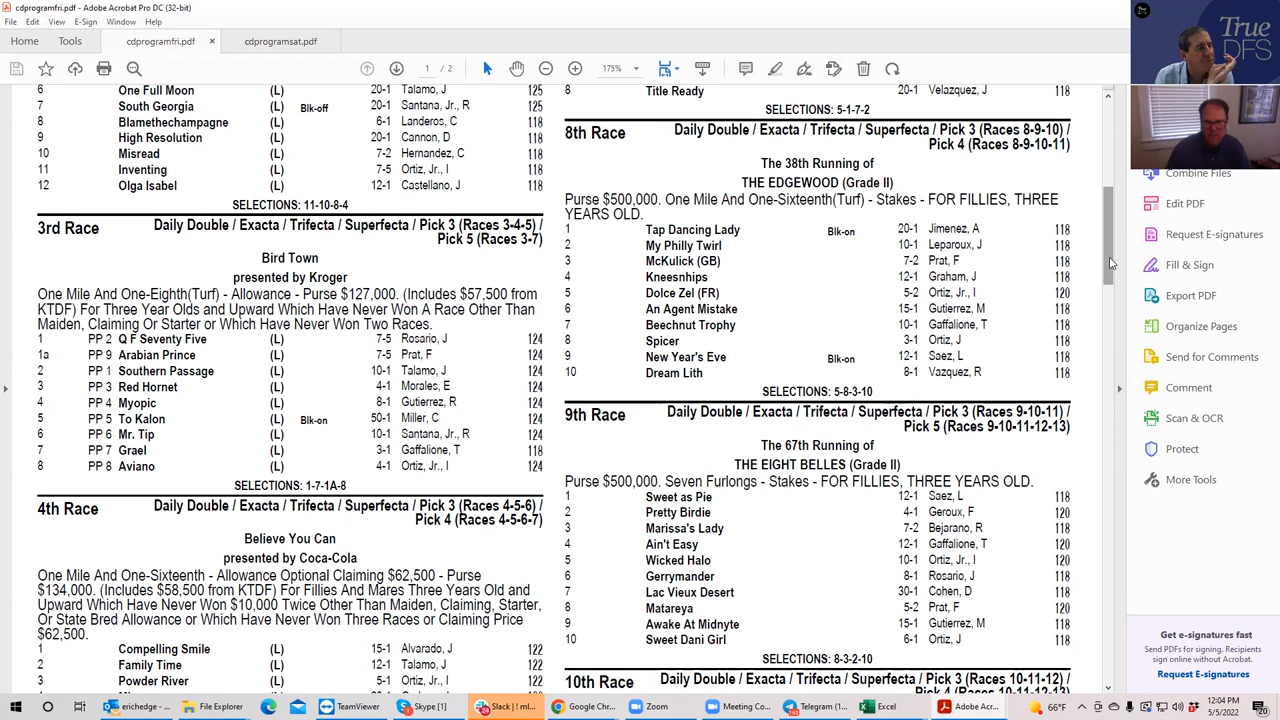 cdprogramfri.pdf - Adobe Acrobat Pro DC (32-bit)
File Edit View E-Sign Window Help
Home Tools cdprogramfri.pdf × cdprogramsat.pdf
1 / 2 175%
6 One Full Moon (L) 20-1 Talamo, J 125
7 South Georgia (L) Blk-off 20-1 Santana, Jr., R 125
8 Blamethechampagne (L) 6-1 Landeros, C 118
9 High Resolution (L) 20-1 Cannon, D 118
10 Misread (L) 7-2 Hernandez, C 118
11 Inventing (L) 7-5 Ortiz, Jr., I 118
12 Olga Isabel (L) 12-1 Castellano, J 118
SELECTIONS: 11-10-8-4
3rd Race Daily Double / Exacta / Trifecta / Superfecta / Pick 3 (Races 3-4-5) /
Pick 5 (Races 3-7)
Bird Town
presented by Kroger
One Mile And One-Eighth(Turf) - Allowance - Purse $127,000. (Includes $57,500 from
KTDF) For Three Year Olds and Upward Which Have Never Won A Race Other Than
Maiden, Claiming Or Starter or Which Have Never Won Two Races.
1 PP 2 Q F Seventy Five (L) 7-5 Rosario, J 124
1a PP 9 Arabian Prince (L) 7-5 Prat, F 124
2 PP 1 Southern Passage (L) 10-1 Talamo, J 124
3 PP 3 Red Hornet (L) 4-1 Morales, E 124
4 PP 4 Myopic (L) 8-1 Gutierrez, R 124
5 PP 5 To Kalon (L) Blk-on 50-1 Miller, C 124
6 PP 6 Mr. Tip (L) 10-1 Santana, Jr., R 124
7 PP 7 Grael (L) 3-1 Gaffalione, T 118
8 PP 8 Aviano (L) 4-1 Ortiz, Jr., I 124
SELECTIONS: 1-7-1A-8
4th Race Daily Double / Exacta / Trifecta / Superfecta / Pick 3 (Races 4-5-6) /
Pick 4 (Races 4-5-6-7)
Believe You Can
presented by Coca-Cola
One Mile And One-Sixteenth - Allowance Optional Claiming $62,500 - Purse
$134,000. (Includes $58,500 from KTDF) For Fillies And Mares Three Years Old and
Upward Which Have Never Won $10,000 Twice Other Than Maiden, Claiming, Starter,
Or State Bred Allowance or Which Have Never Won Three Races or Claiming Price
$62,500.
1 Compelling Smile (L) 15-1 Alvarado, J 122
2 Family Time (L) 12-1 Talamo, J 122
3 Powder River (L) 5-1 Ortiz, Jr., I 122
8 Title Ready 20-1 Velazquez, J 118
SELECTIONS: 5-1-7-2
8th Race Daily Double / Exacta / Trifecta / Superfecta / Pick 3 (Races 8-9-10) /
Pick 4 (Races 8-9-10-11)
The 38th Running of
THE EDGEWOOD (Grade II)
Purse $500,000. One Mile And One-Sixteenth(Turf) - Stakes - FOR FILLIES, THREE
YEARS OLD.
1 Tap Dancing Lady Blk-on 20-1 Jimenez, A 118
2 My Philly Twirl 10-1 Leparoux, J 118
3 McKulick (GB) 7-2 Prat, F 118
4 Kneesnhips 12-1 Graham, J 118
5 Dolce Zel (FR) 5-2 Ortiz, Jr., I 120
6 An Agent Mistake 15-1 Gutierrez, M 118
7 Beechnut Trophy 10-1 Gaffalione, T 118
8 Spicer 3-1 Ortiz, J 118
9 New Year's Eve Blk-on 12-1 Saez, L 118
10 Dream Lith 8-1 Vazquez, R 118
SELECTIONS: 5-8-3-10
9th Race Daily Double / Exacta / Trifecta / Superfecta / Pick 3 (Races 9-10-11) /
Pick 5 (Races 9-10-11-12-13)
The 67th Running of
THE EIGHT BELLES (Grade II)
Purse $500,000. Seven Furlongs - Stakes - FOR FILLIES, THREE YEARS OLD.
1 Sweet as Pie 12-1 Saez, L 118
2 Pretty Birdie 4-1 Geroux, F 120
3 Marissa's Lady 7-2 Bejarano, R 118
4 Ain't Easy 12-1 Gaffalione, T 120
5 Wicked Halo 10-1 Ortiz, Jr., I 120
6 Gerrymander 8-1 Rosario, J 118
7 Lac Vieux Desert 30-1 Cohen, D 118
8 Matareya 5-2 Prat, F 120
9 Awake At Midnyte 15-1 Gutierrez, M 118
10 Sweet Dani Girl 6-1 Ortiz, J 118
SELECTIONS: 8-3-2-10
10th Race Daily Double / Exacta / Trifecta / Superfecta / Pick 3 (Races 10-11-12) /
True
DFS
Combine Files
Edit PDF
Request E-signatures
Fill & Sign
Export PDF
Organize Pages
Send for Comments
Comment
Scan & OCR
Protect
More Tools
Get e-signatures fast
Send PDFs for signing. Recipients
sign online without Acrobat.
Request E-signatures
erichedge - ... File Explorer TeamViewer Skype [1] Slack | ! ml... Google Chr... Zoom Meeting Co... Telegram (1... Excel Adobe Acr... 66°F 12:04 PM
5/5/2022